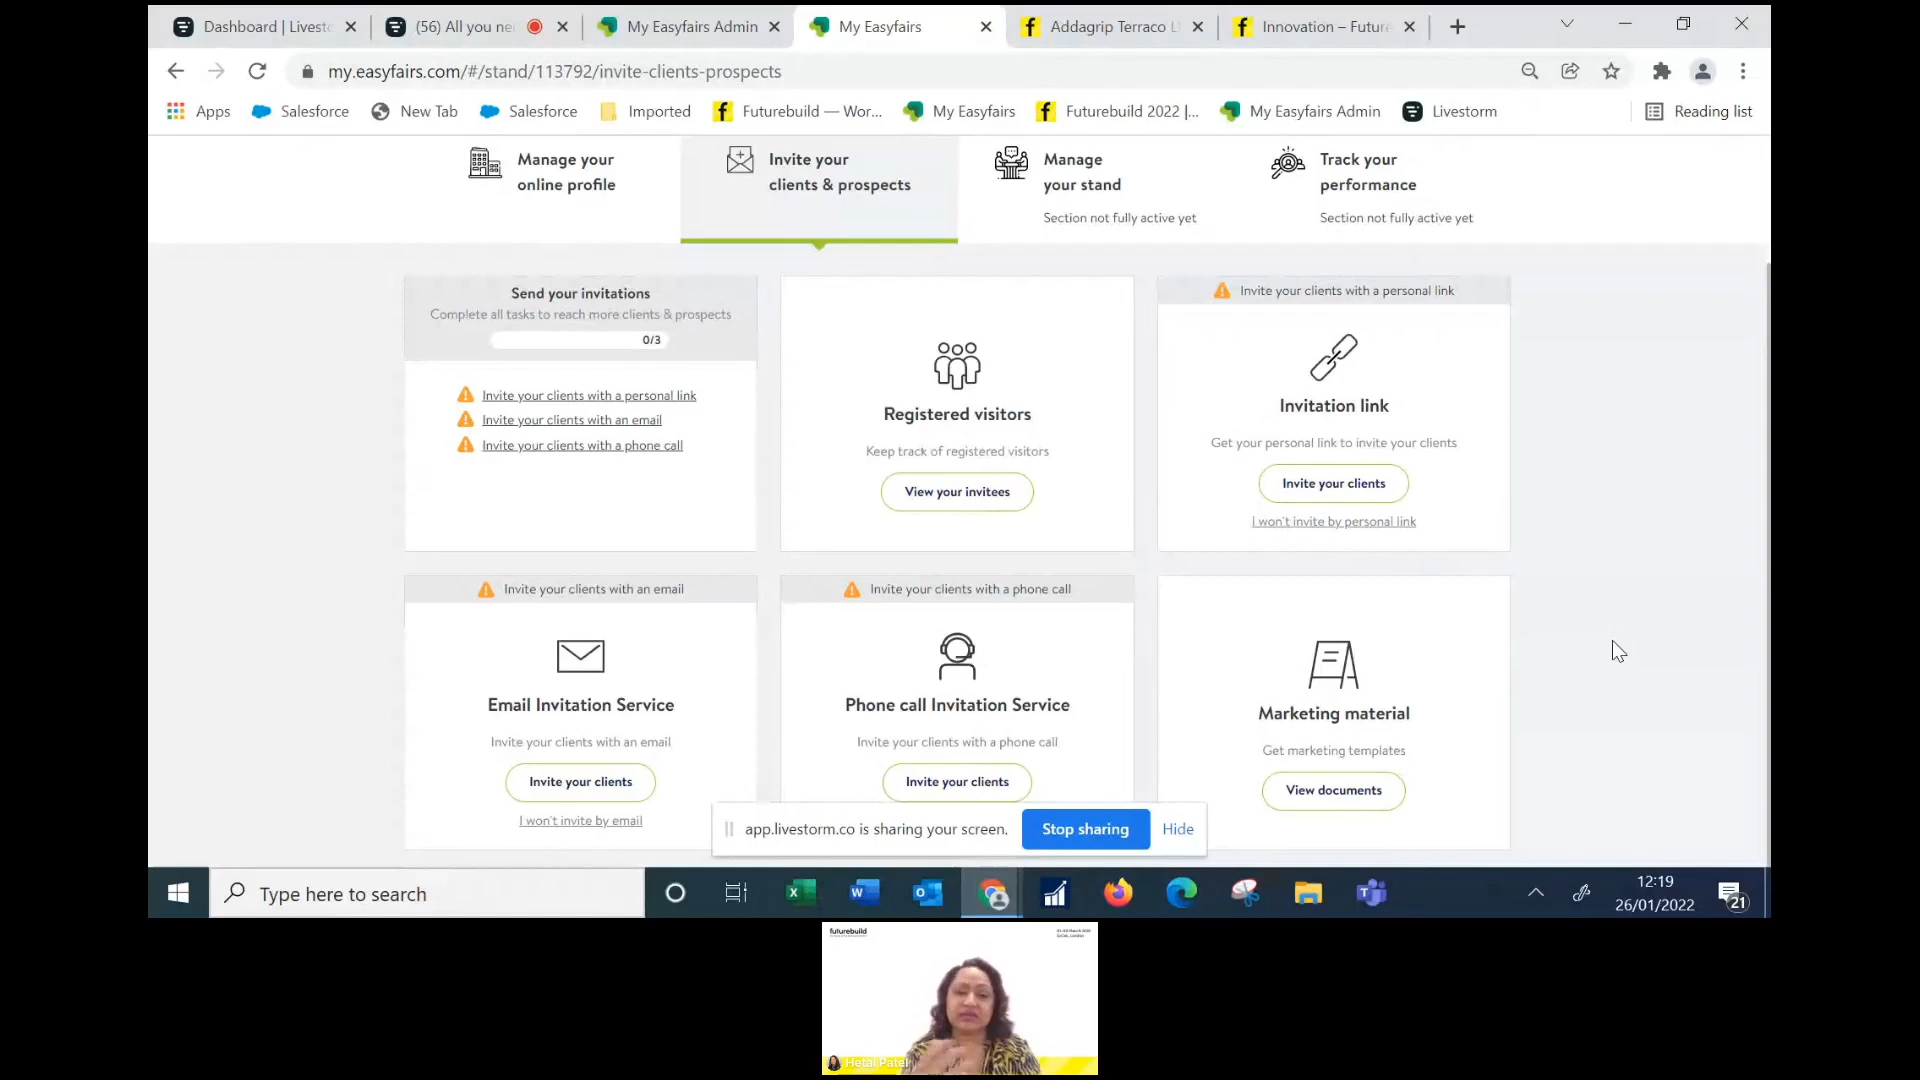 Dashboard | Livesto
(56) All you ne
My Easyfairs Admin
My Easyfairs
Addagrip Terraco L
Innovation – Future
my.easyfairs.com/#/stand/113792/invite-clients-prospects
Apps
Salesforce
New Tab
Salesforce
Imported
Futurebuild — Wor...
My Easyfairs
Futurebuild 2022 |...
My Easyfairs Admin
Livestorm
Reading list
Manage your
online profile
Invite your
clients & prospects
Manage
your stand
Section not fully active yet
Track your
performance
Section not fully active yet
Send your invitations
Complete all tasks to reach more clients & prospects
0/3
Invite your clients with a personal link
Invite your clients with an email
Invite your clients with a phone call
Registered visitors
Keep track of registered visitors
View your invitees
Invite your clients with a personal link
Invitation link
Get your personal link to invite your clients
Invite your clients
I won't invite by personal link
Invite your clients with an email
Email Invitation Service
Invite your clients with an email
Invite your clients
I won't invite by email
Invite your clients with a phone call
Phone call Invitation Service
Invite your clients with a phone call
Invite your clients
Marketing material
Get marketing templates
View documents
app.livestorm.co is sharing your screen.
Stop sharing
Hide
Type here to search
12:19
26/01/2022
21
futurebuild
Hetal Patel